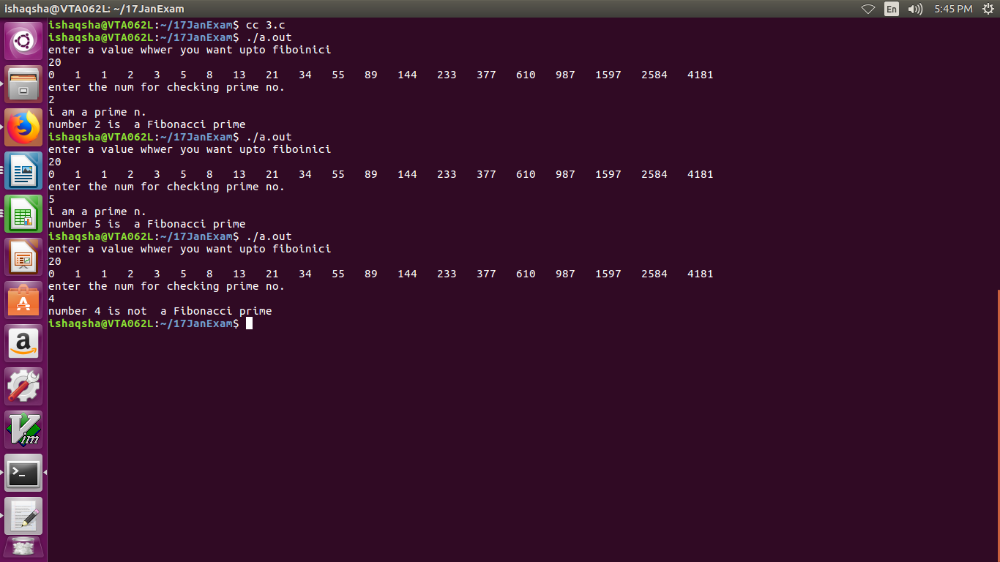 ishaqsha@VTA062L: ~/17JanExam En 5:45 PM
ishaqsha@VTA062L:~/17JanExam$ cc 3.c
ishaqsha@VTA062L:~/17JanExam$ ./a.out
enter a value whwer you want upto fiboinici
20
0 1 1 2 3 5 8 13 21 34 55 89 144 233 377 610 987 1597 2584 4181
enter the num for checking prime no.
2
i am a prime n.
number 2 is  a Fibonacci prime
ishaqsha@VTA062L:~/17JanExam$ ./a.out
enter a value whwer you want upto fiboinici
20
0 1 1 2 3 5 8 13 21 34 55 89 144 233 377 610 987 1597 2584 4181
enter the num for checking prime no.
5
i am a prime n.
number 5 is  a Fibonacci prime
ishaqsha@VTA062L:~/17JanExam$ ./a.out
enter a value whwer you want upto fiboinici
20
0 1 1 2 3 5 8 13 21 34 55 89 144 233 377 610 987 1597 2584 4181
enter the num for checking prime no.
4
number 4 is not  a Fibonacci prime
ishaqsha@VTA062L:~/17JanExam$
A
a
Vim
>_